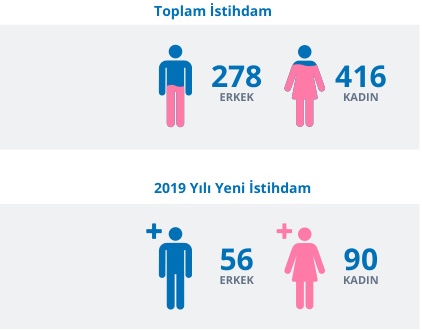 Toplam İstihdam
278 416
ERKEK KADIN
2019 Yılı Yeni İstihdam
56 90
ERKEK KADIN